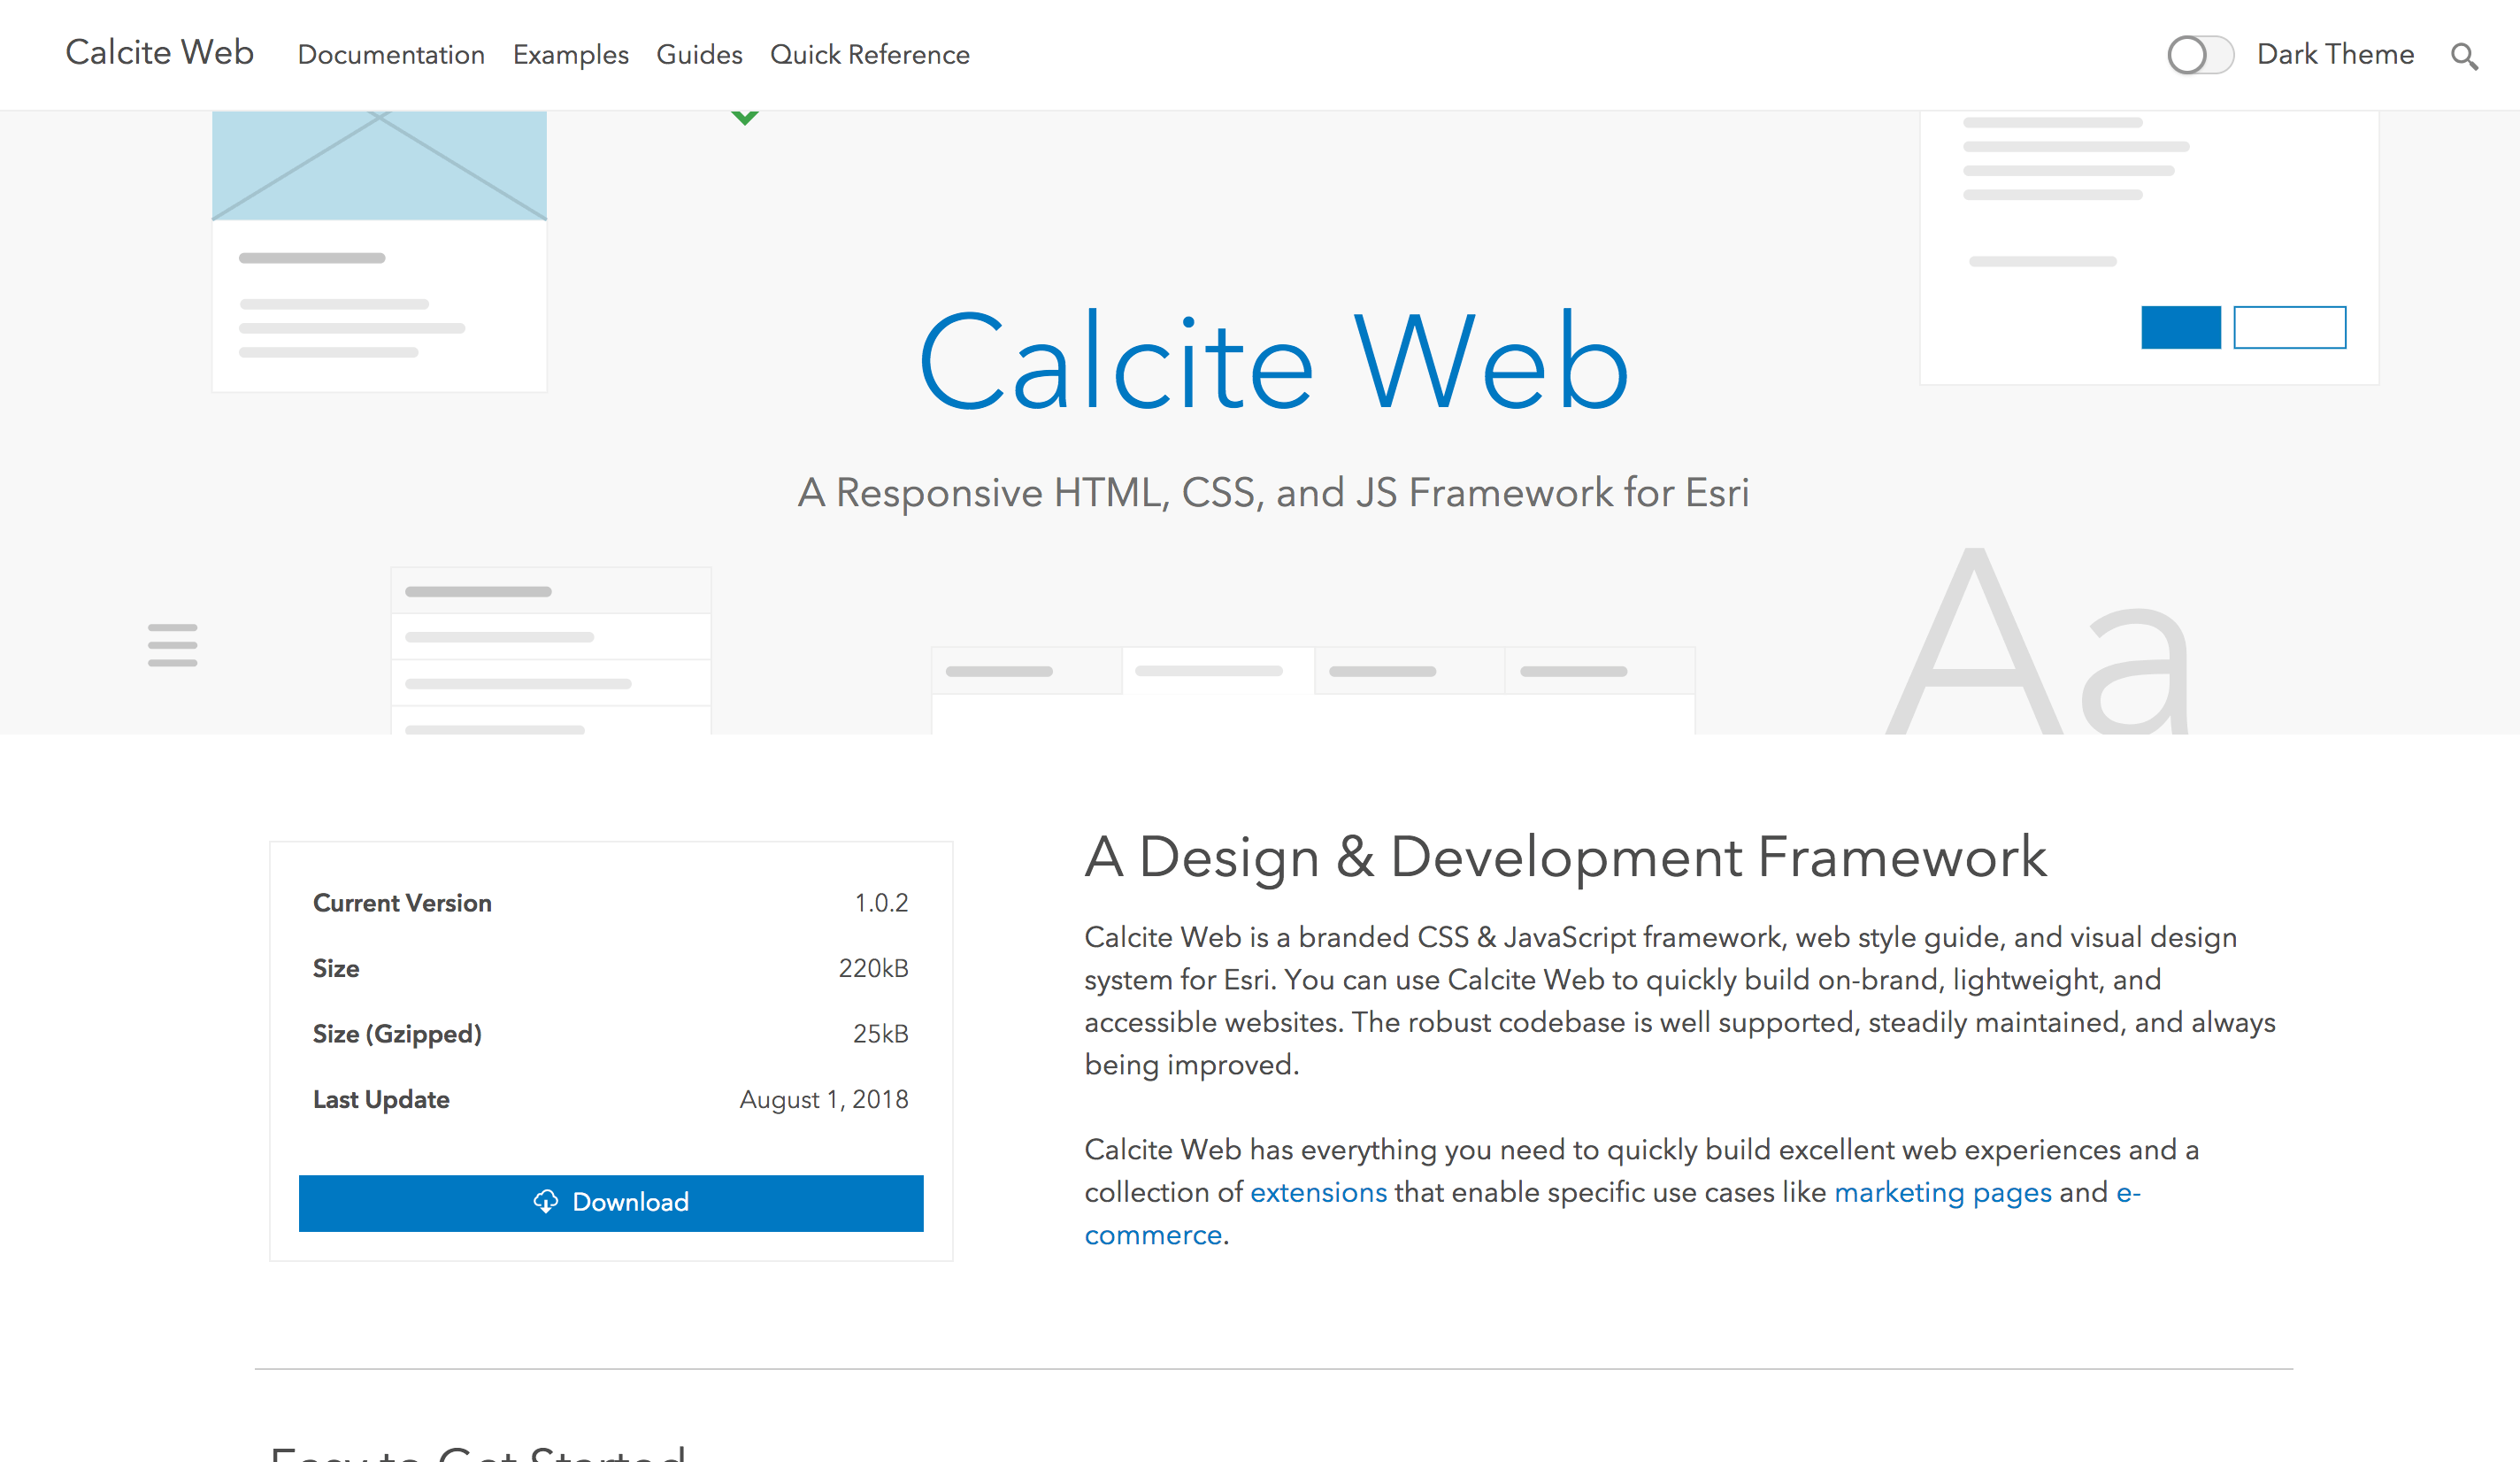 Calcite Web Documentation Examples Guides Quick Reference Dark Theme
Calcite Web
A Responsive HTML, CSS, and JS Framework for Esri
Aa
Current Version 1.0.2
Size 220kB
Size (Gzipped) 25kB
Last Update August 1, 2018
Download
A Design & Development Framework
Calcite Web is a branded CSS & JavaScript framework, web style guide, and visual design
system for Esri. You can use Calcite Web to quickly build on-brand, lightweight, and
accessible websites. The robust codebase is well supported, steadily maintained, and always
being improved.
Calcite Web has everything you need to quickly build excellent web experiences and a
collection of extensions that enable specific use cases like marketing pages and e-
commerce.
Easy to Get Started